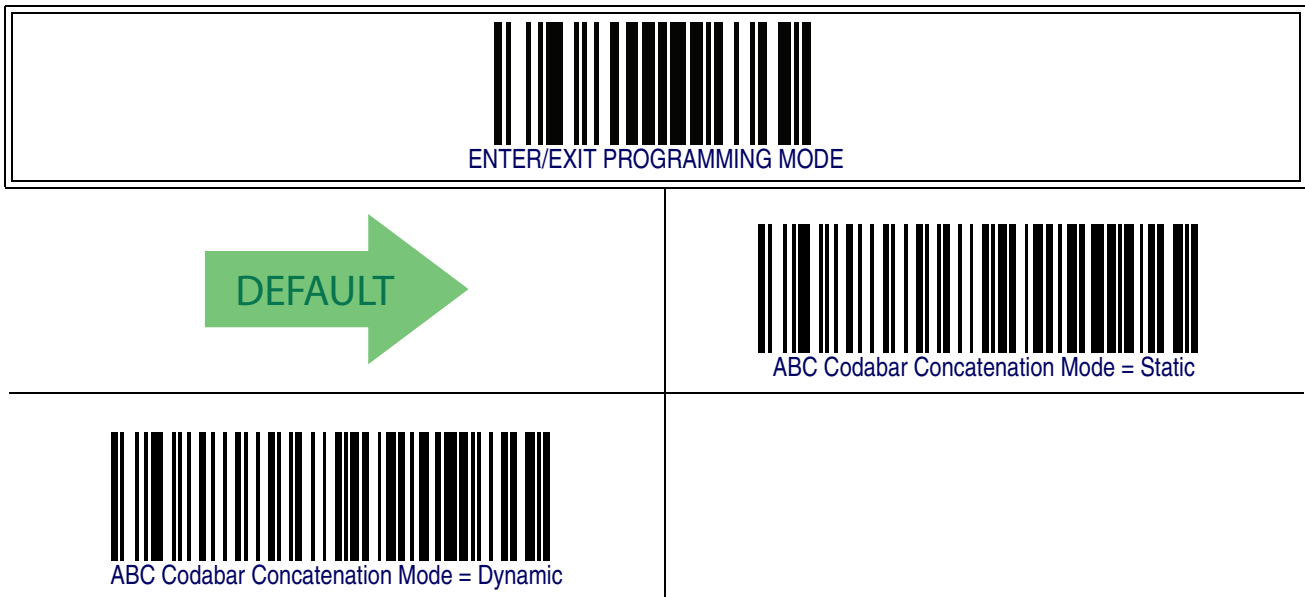 ENTER/EXIT PROGRAMMING MODE
DEFAULT
ABC Codabar Concatenation Mode = Static
ABC Codabar Concatenation Mode = Dynamic